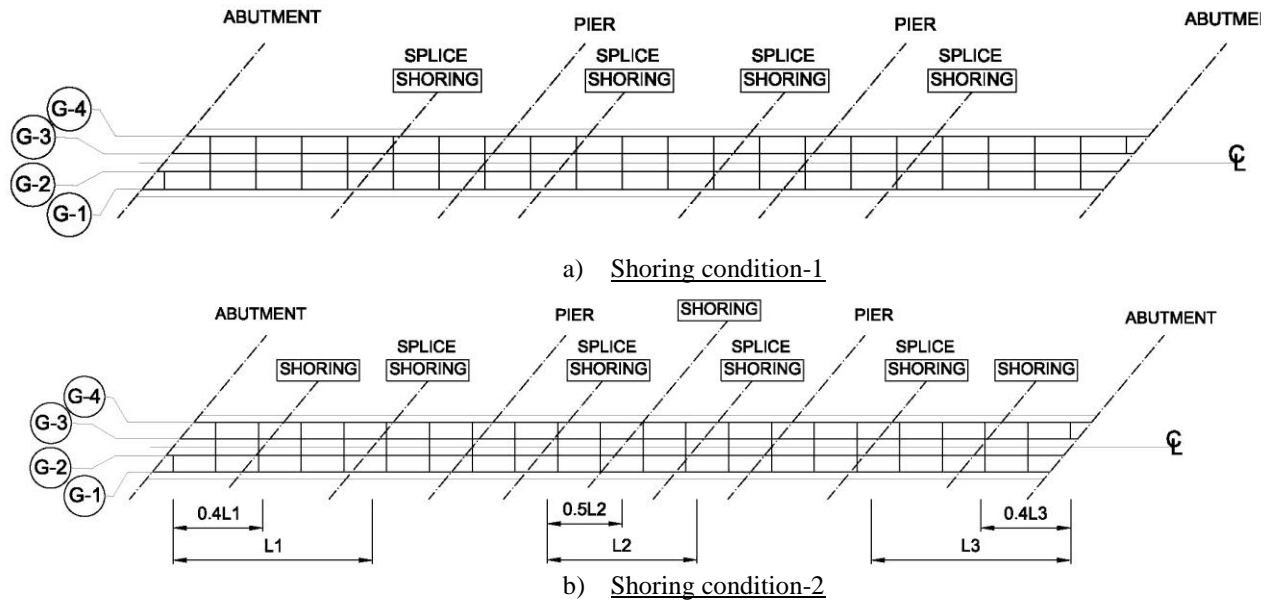 ABUTMENT
PIER
PIER
ABUTME
SPLICE
SHORING
SPLICE
SHORING
SPLICE
SHORING
SPLICE
SHORING
G-4
G-3
G-2
G-1
℄
a) Shoring condition-1
ABUTMENT
PIER
SHORING
PIER
ABUTMENT
SHORING
SPLICE
SHORING
SPLICE
SHORING
SPLICE
SHORING
SPLICE
SHORING
SHORING
G-4
G-3
G-2
G-1
℄
0.4L1
0.5L2
0.4L3
L1
L2
L3
b) Shoring condition-2